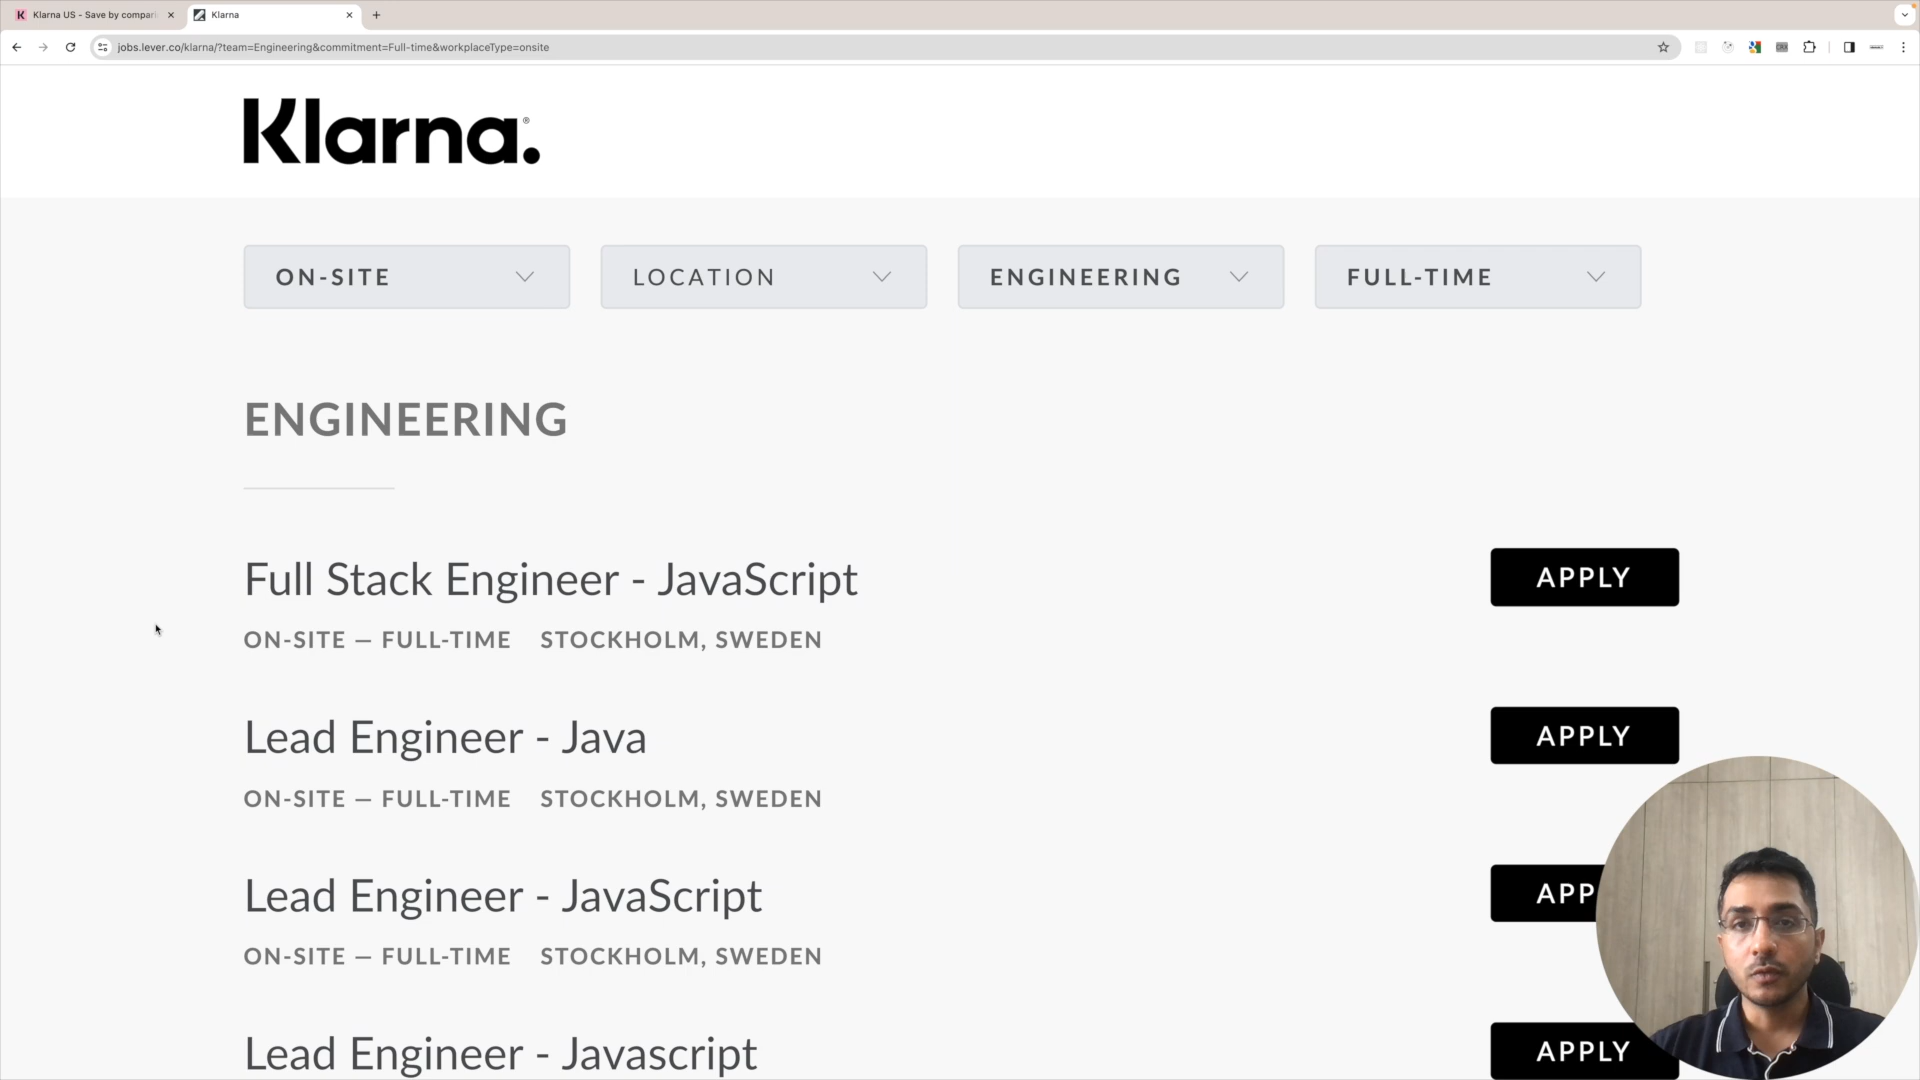 Klarna US - Save by compari
Klarna
jobs.lever.co/klarna/?team=Engineering&commitment=Full-time&workplaceType=onsite
Klarna.®
ON-SITE
LOCATION
ENGINEERING
FULL-TIME
ENGINEERING
Full Stack Engineer - JavaScript
APPLY
ON-SITE — FULL-TIME STOCKHOLM, SWEDEN
Lead Engineer - Java
APPLY
ON-SITE — FULL-TIME STOCKHOLM, SWEDEN
Lead Engineer - JavaScript
APP
ON-SITE — FULL-TIME STOCKHOLM, SWEDEN
Lead Engineer - Javascript
APPLY